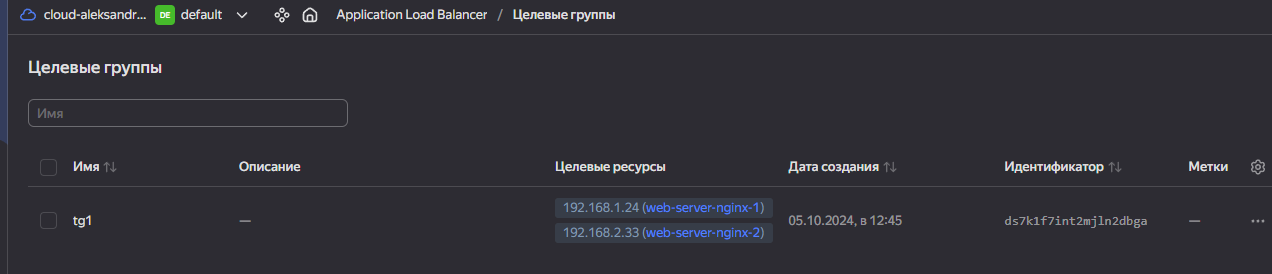 cloud-aleksandr... DE default Application Load Balancer / Целевые группы
Целевые группы
Имя
Имя Описание Целевые ресурсы Дата создания Идентификатор Метки
tg1 — 192.168.1.24 (web-server-nginx-1) 05.10.2024, в 12:45 ds7k1f7int2mjln2dbga —
192.168.2.33 (web-server-nginx-2)